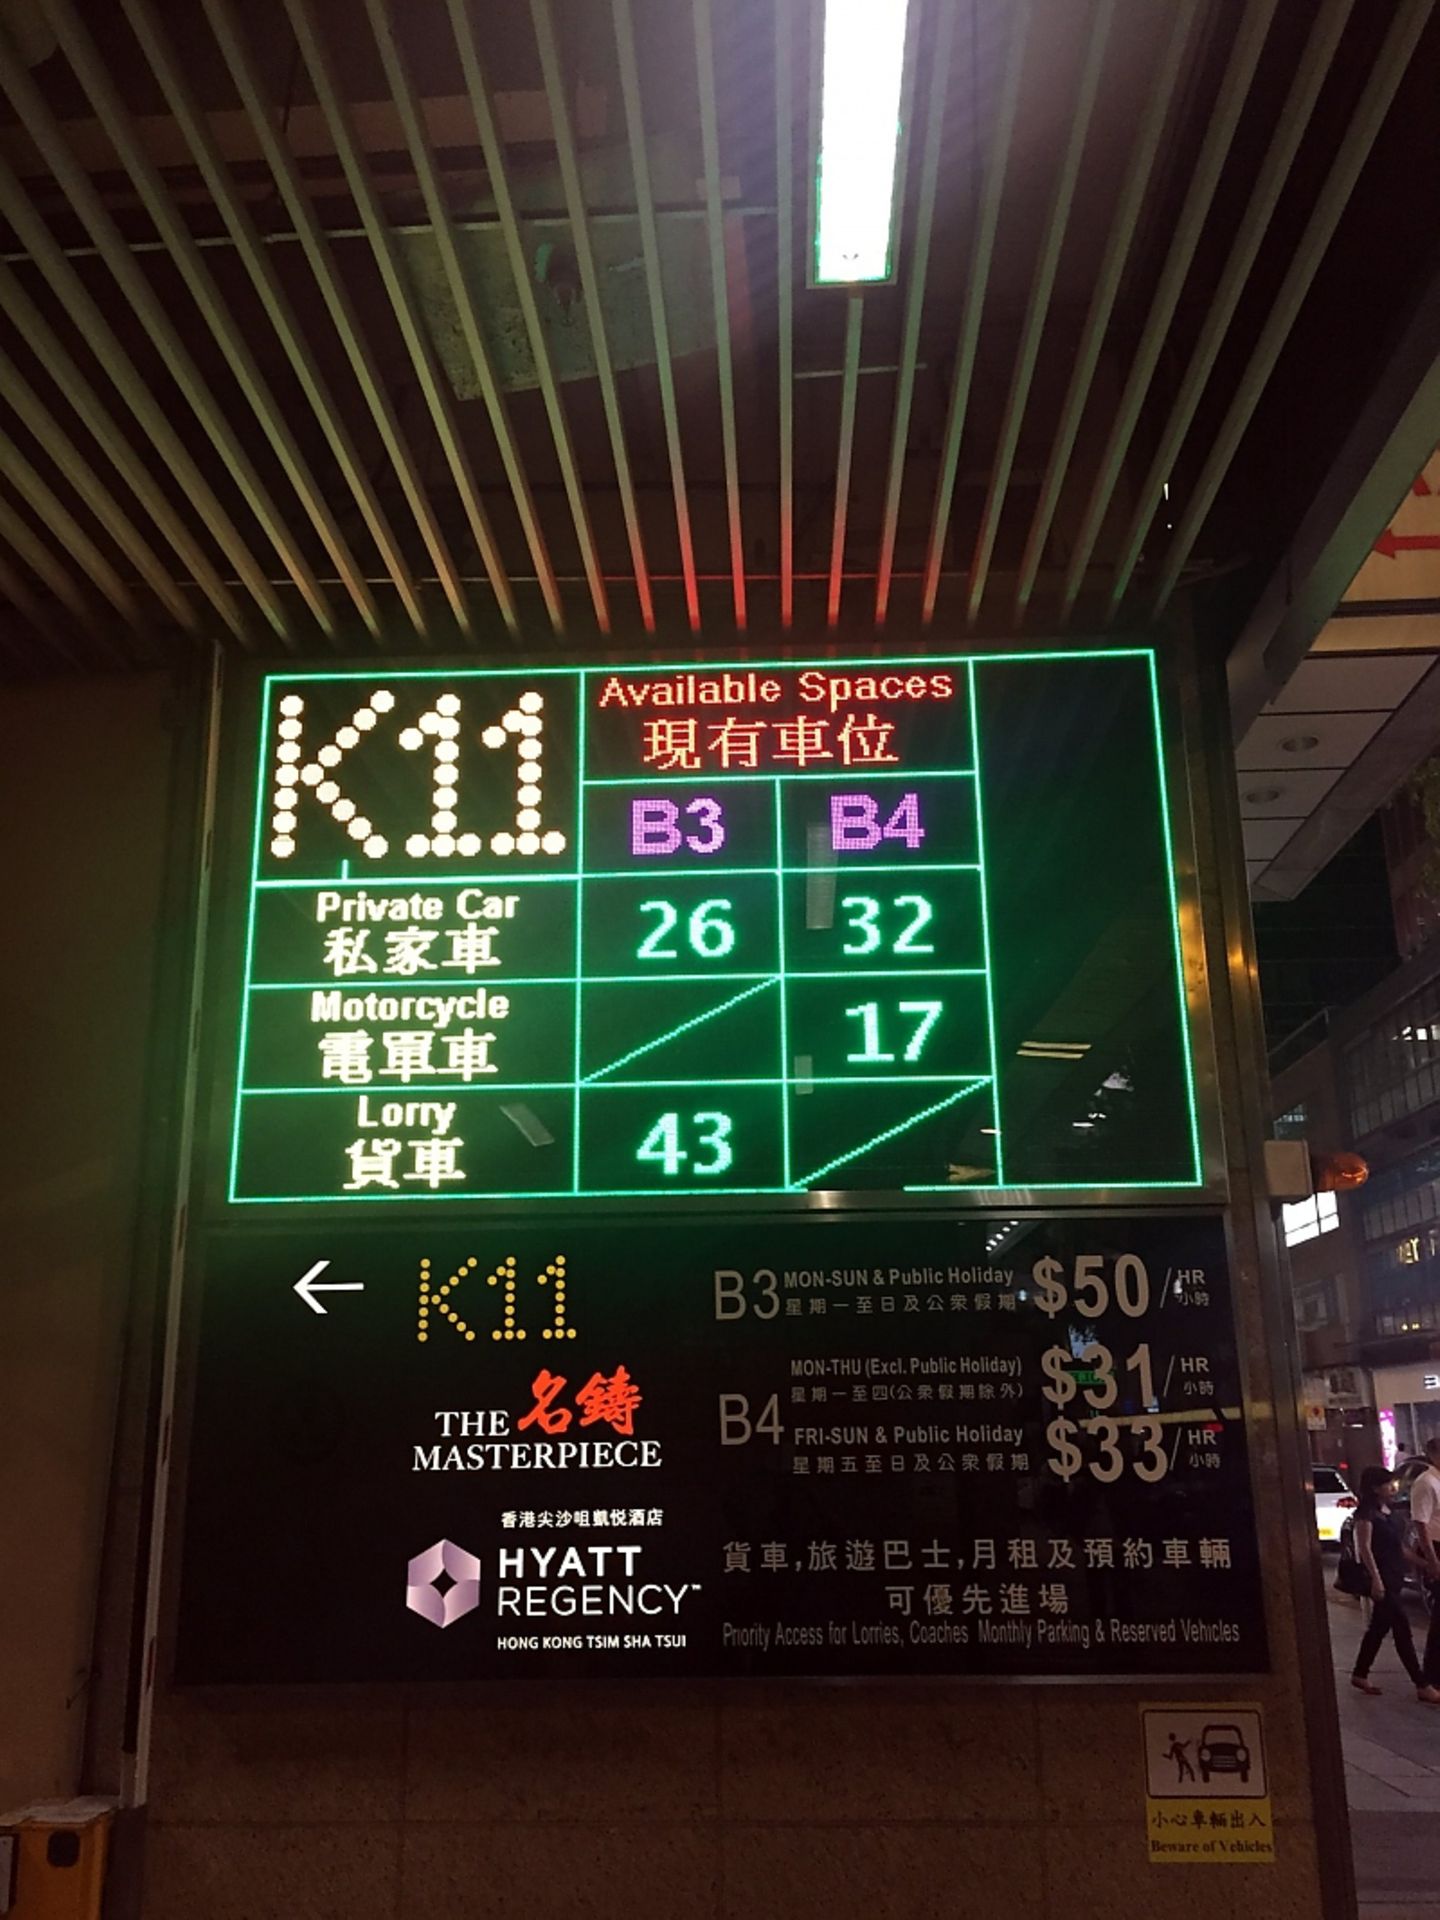 K11
Available Spaces
現有車位
B3 B4
Private Car
私家車
26 32
Motorcycle
電單車
17
Lorry
貨車
43
← K11
THE 名鑄
MASTERPIECE
香港尖沙咀凱悅酒店
HYATT
REGENCY™
HONG KONG TSIM SHA TSUI
B3 MON-SUN & Public Holiday $50/HR
星期一至日及公眾假期 小時
MON-THU (Excl. Public Holiday) $31/HR
星期一至四(公眾假期除外) 小時
B4
FRI-SUN & Public Holiday $33/HR
星期五至日及公眾假期 小時
貨車,旅遊巴士,月租及預約車輛
可優先進場
Priority Access for Lorries, Coaches Monthly Parking & Reserved Vehicles
小心車輛出入
Beware of Vehicles